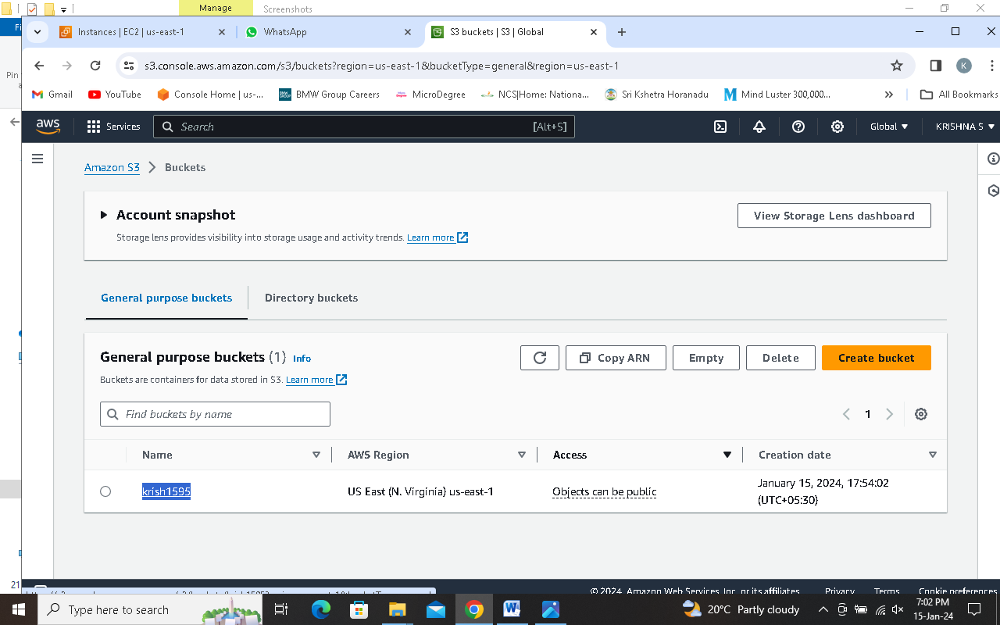 Manage
Screenshots
Fi
Instances | EC2 | us-east-1
WhatsApp
S3 buckets | S3 | Global
s3.console.aws.amazon.com/s3/buckets?region=us-east-1&bucketType=general&region=us-east-1
K
Pin
a
Gmail
YouTube
Console Home | us-...
BMW Group Careers
MicroDegree
NCS|Home: Nationa...
Sri Kshetra Horanadu
Mind Luster 300,000...
»
All Bookmarks
aws
Services
Search
[Alt+S]
Global
KRISHNA S
Amazon S3
Buckets
Account snapshot
View Storage Lens dashboard
Storage lens provides visibility into storage usage and activity trends. Learn more
General purpose buckets
Directory buckets
General purpose buckets (1) Info
Copy ARN
Empty
Delete
Create bucket
Buckets are containers for data stored in S3. Learn more
Find buckets by name
1
Name
AWS Region
Access
Creation date
krish1595
US East (N. Virginia) us-east-1
Objects can be public
January 15, 2024, 17:54:02
(UTC+05:30)
21
© 2024, Amazon Web Services, Inc. or its affiliates.
Privacy
Terms
Cookie preferences
Type here to search
20°C Partly cloudy
7:02 PM
15-Jan-24